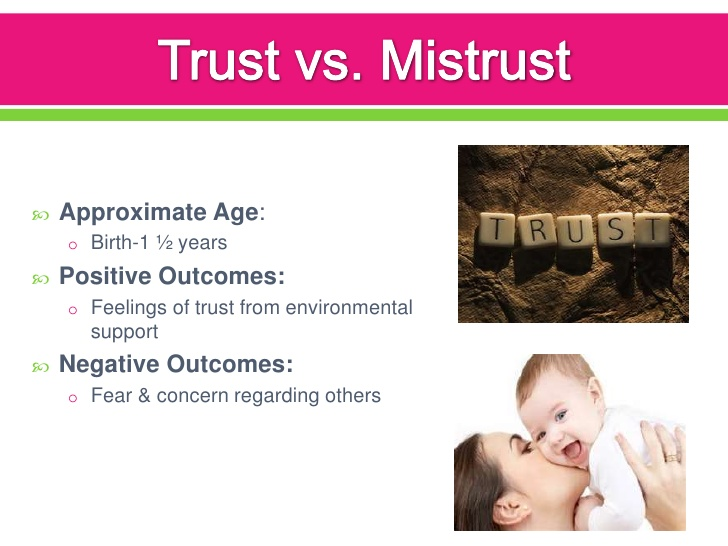 Trust vs. Mistrust
Approximate Age:
Birth-1 ½ years
Positive Outcomes:
Feelings of trust from environmental
support
Negative Outcomes:
Fear & concern regarding others
TRUST